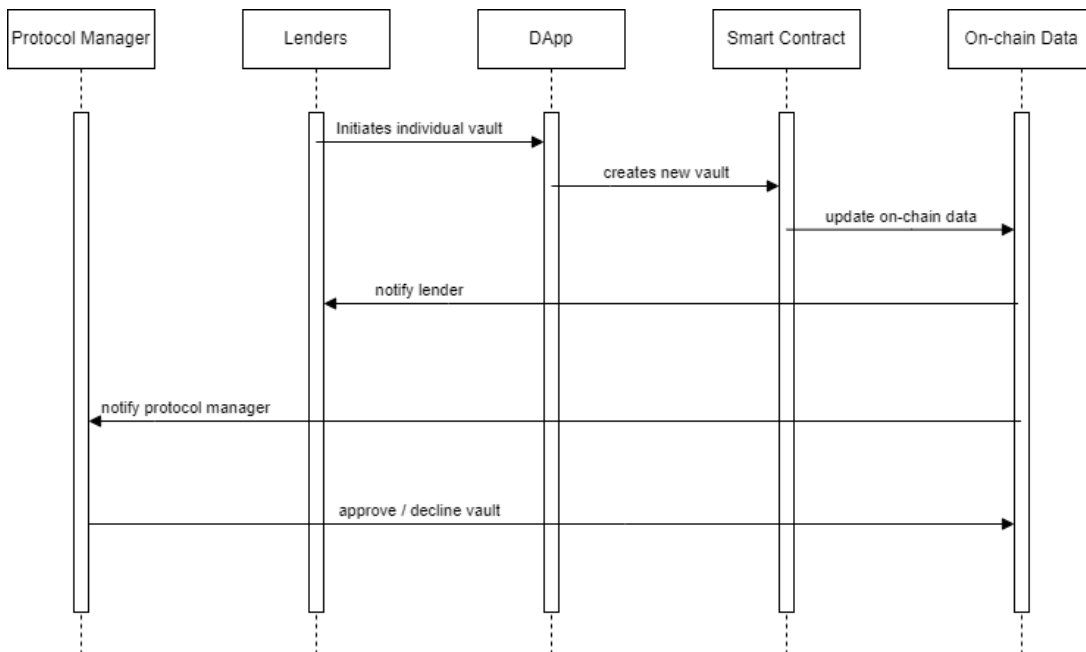 Protocol Manager
Lenders
DApp
Smart Contract
On-chain Data
Initiates individual vault
creates new vault
update on-chain data
notify lender
notify protocol manager
approve / decline vault